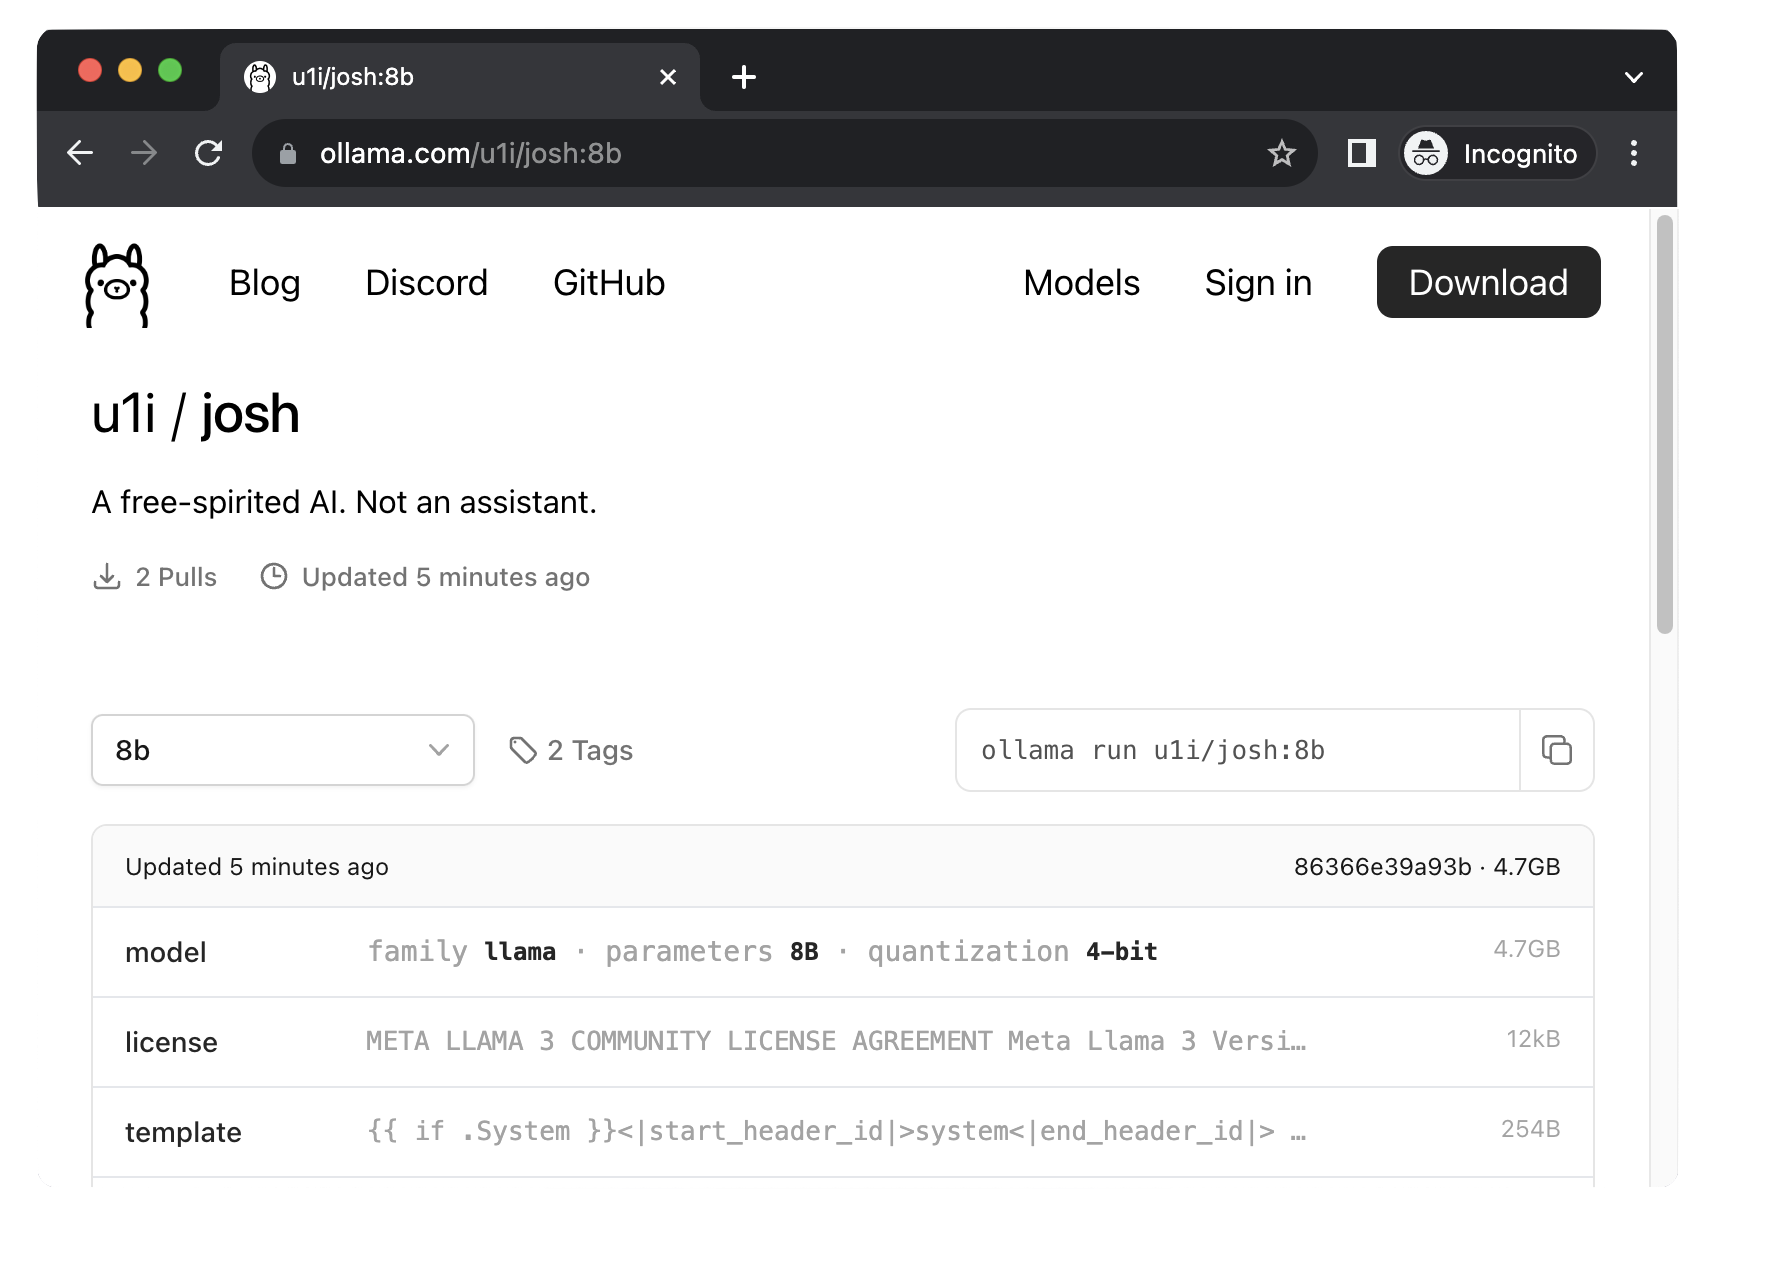 u1i/josh:8b
ollama.com/u1i/josh:8b
Incognito
Blog Discord GitHub Models Sign in Download
u1i / josh
A free-spirited AI. Not an assistant.
2 Pulls Updated 5 minutes ago
8b 2 Tags ollama run u1i/josh:8b
Updated 5 minutes ago 86366e39a93b · 4.7GB
model family llama · parameters 8B · quantization 4-bit 4.7GB
license META LLAMA 3 COMMUNITY LICENSE AGREEMENT Meta Llama 3 Versi… 12kB
template {{ if .System }}<|start_header_id|>system<|end_header_id|> … 254B